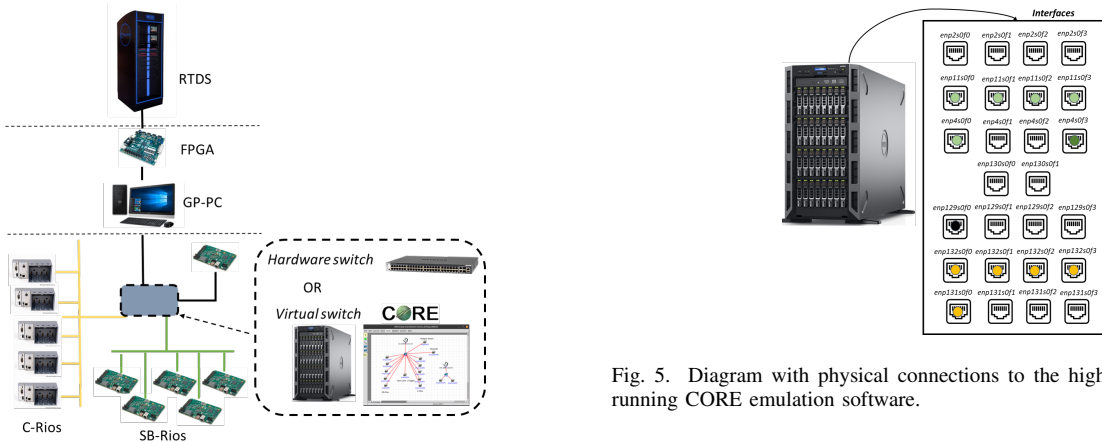 RTDS
FPGA
GP-PC
Hardware switch
OR
Virtual switch
CORE
C-Rios
SB-Rios
Interfaces
enp2s0f0 enp2s0f1 enp2s0f2 enp2s0f3
enp11s0f0 enp11s0f1 enp11s0f2 enp11s0f3
enp4s0f0 enp4s0f1 enp4s0f2 enp4s0f3
enp130s0f0 enp130s0f1
enp129s0f0 enp129s0f1 enp129s0f2 enp129s0f3
enp132s0f0 enp132s0f1 enp132s0f2 enp132s0f3
enp131s0f0 enp131s0f1 enp131s0f2 enp131s0f3
Fig. 5. Diagram with physical connections to the high
running CORE emulation software.